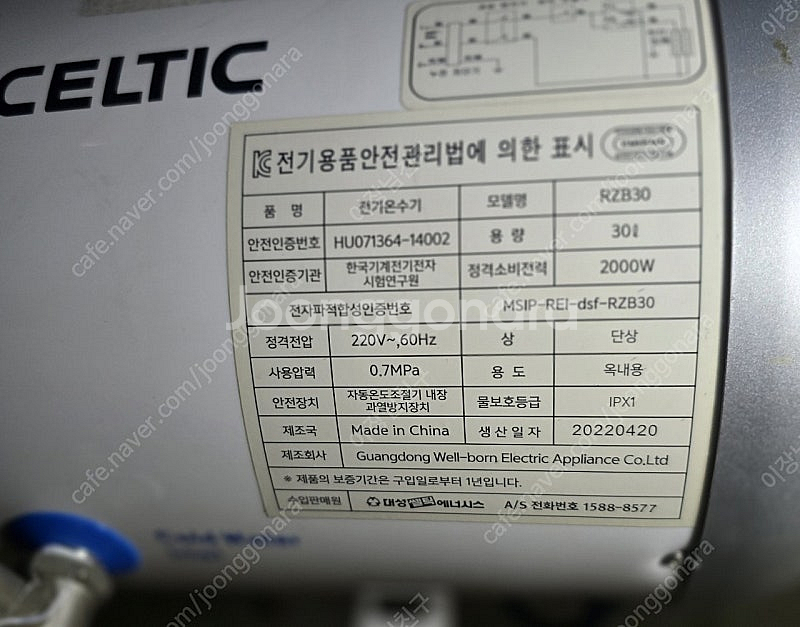 CELTIC
전기용품안전관리법에 의한 표시
품 명 전기온수기 모델명 RZB30
안전인증번호 HU071364-14002 용 량 30ℓ
안전인증기관 한국기계전기전자 시험연구원 정격소비전력 2000W
전자파적합성인증번호 MSIP-REI-dsf-RZB30
정격전압 220V~,60Hz 상 단상
사용압력 0.7MPa 용 도 옥내용
안전장치 자동온도조절기 내장 과열방지장치 물보호등급 IPX1
제조국 Made in China 생 산 일 자 20220420
제조회사 Guangdong Well-born Electric Appliance Co.Ltd
※ 제품의 보증기간은 구입일로부터 1년입니다.
수입판매원 대성쎌틱에너시스 A/S 전화번호 1588-8577
Cold Water
Joonggonara
cafe.naver.com/joonggonara